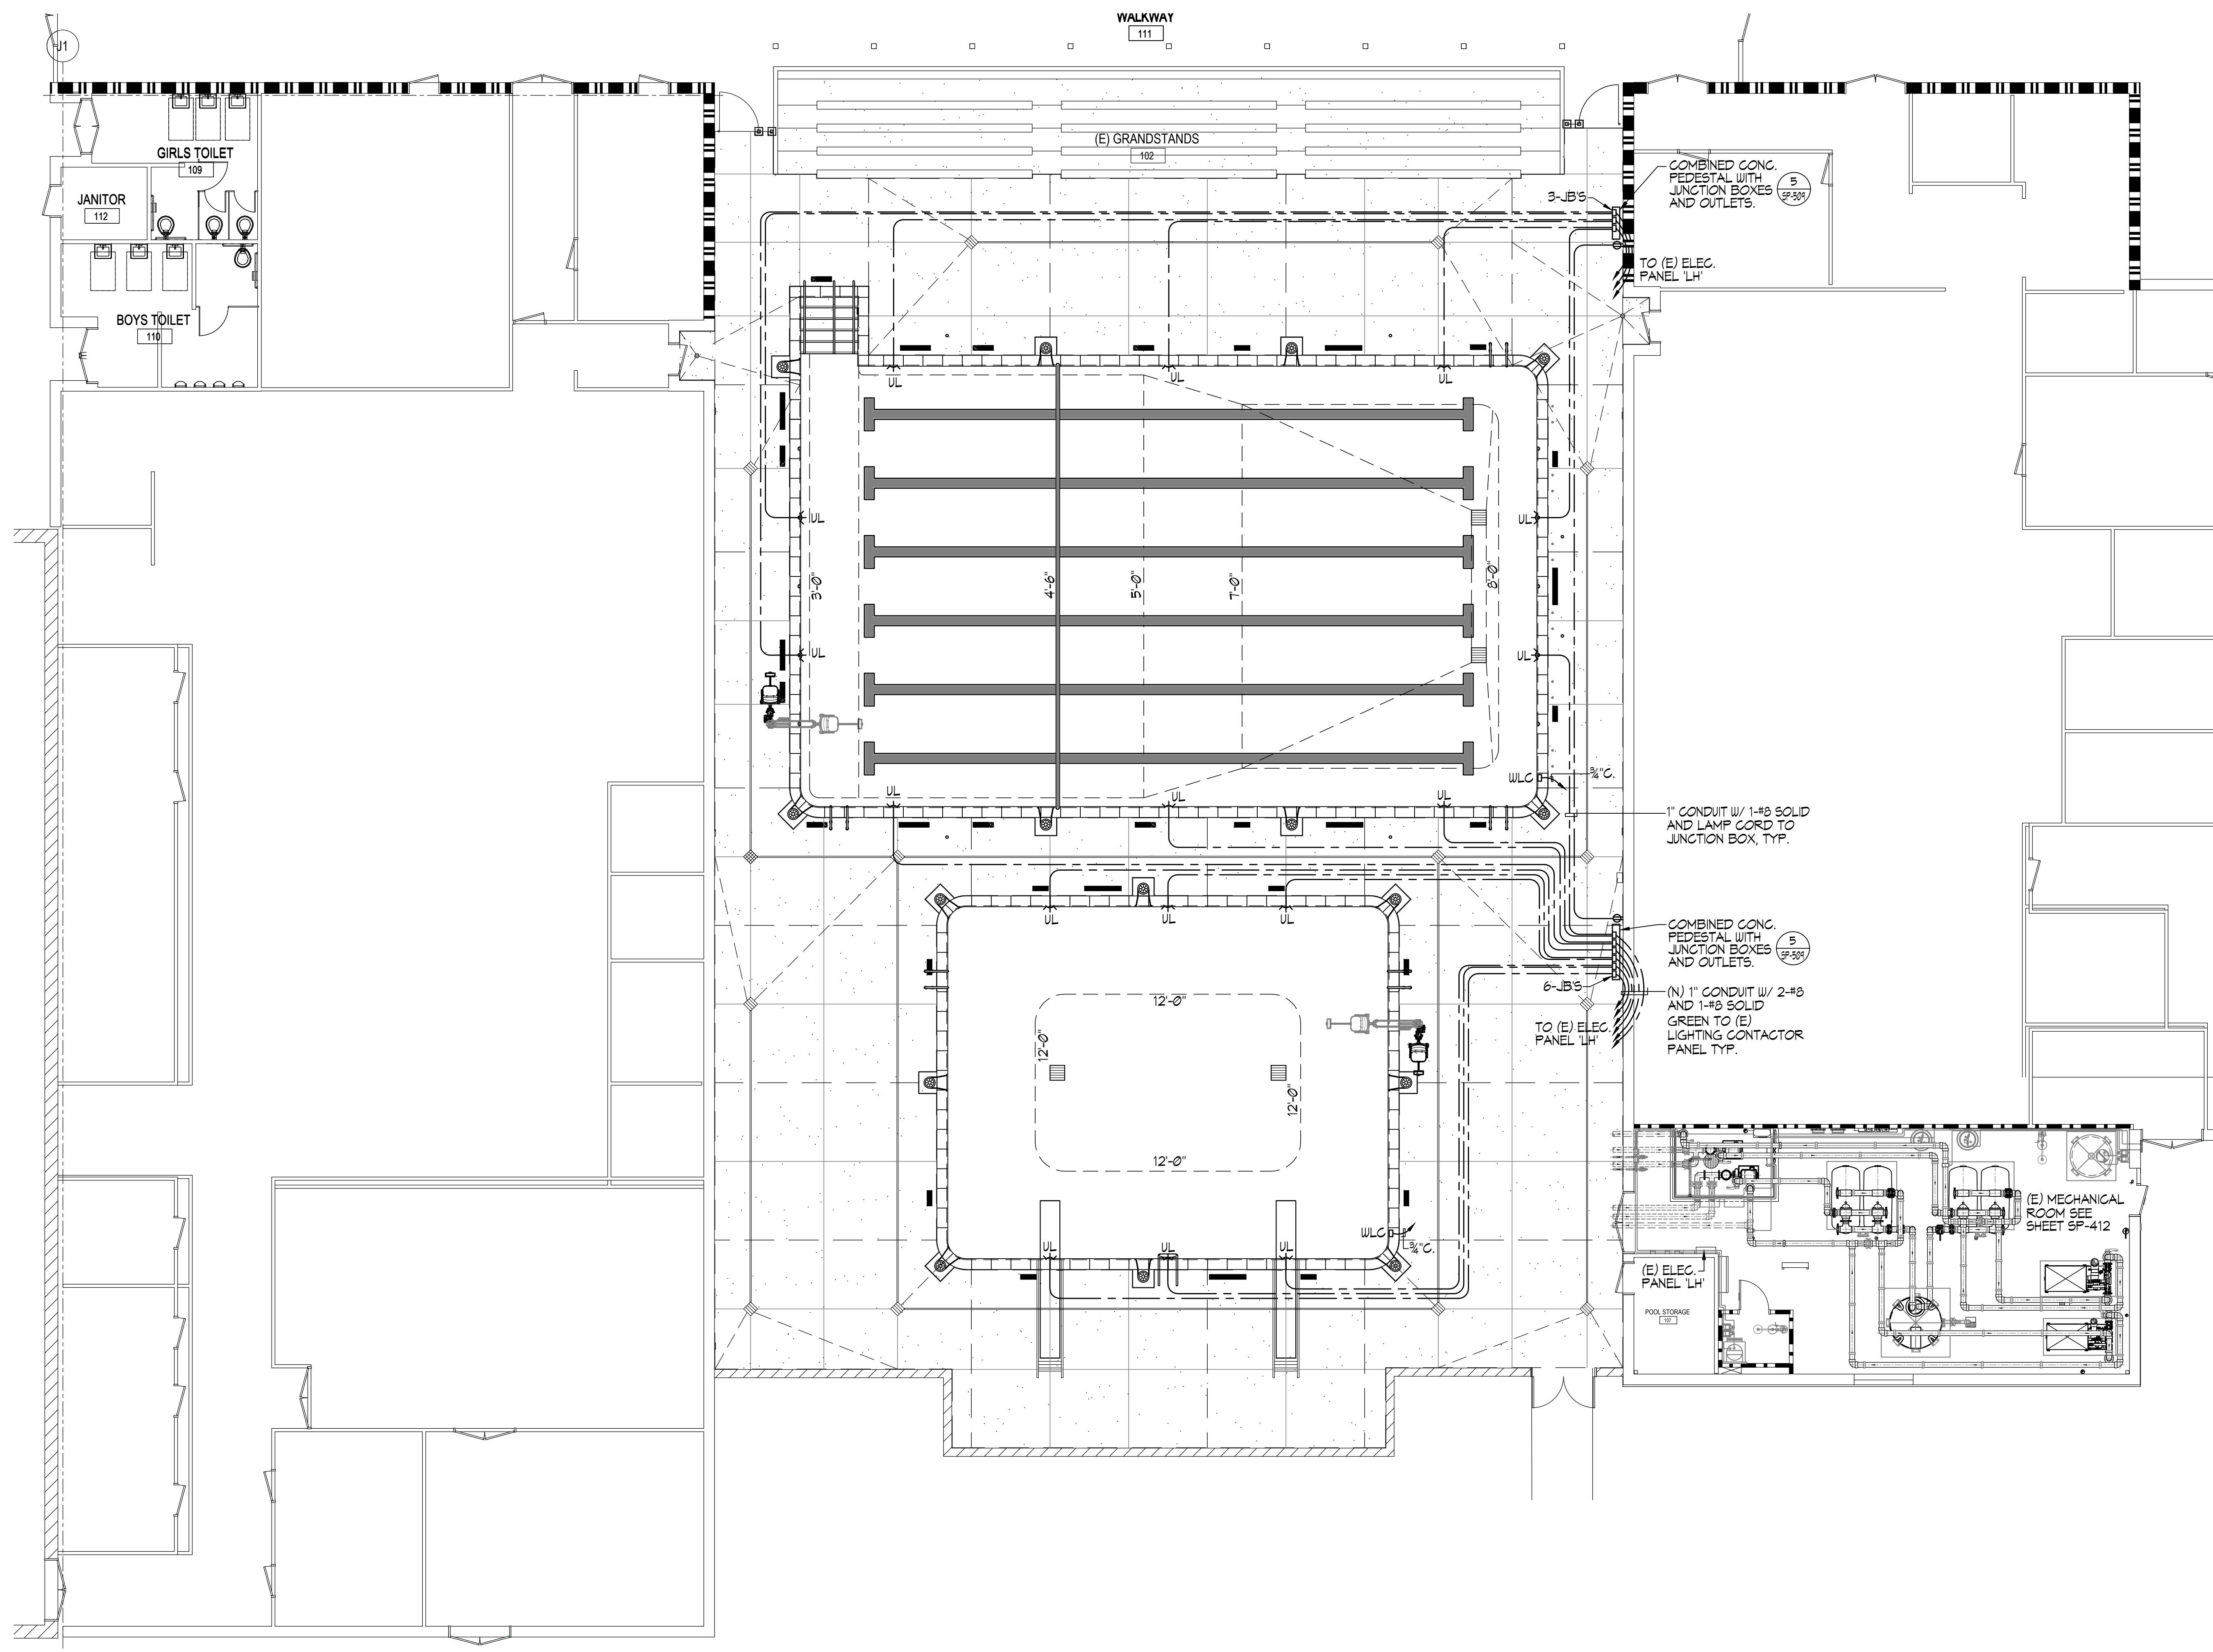 WALKWAY
111
J1
(E) GRANDSTANDS
102
GIRLS TOILET
109
JANITOR
112
BOYS TOILET
110
3-JB'S
COMBINED CONC.
PEDESTAL WITH
JUNCTION BOXES
AND OUTLETS.
5
SP-509
TO (E) ELEC.
PANEL 'LH'
UL
UL
UL
UL
UL
3'-0"
4'-6"
5'-0"
7'-0"
8'-0"
UL
UL
WLC
3/4"C.
UL
UL
UL
1" CONDUIT W/ 1-#8 SOLID
AND LAMP CORD TO
JUNCTION BOX, TYP.
UL
UL
UL
COMBINED CONC.
PEDESTAL WITH
JUNCTION BOXES
AND OUTLETS.
5
SP-509
6-JB'S
(N) 1" CONDUIT W/ 2-#8
AND 1-#8 SOLID
GREEN TO (E)
LIGHTING CONTACTOR
PANEL TYP.
TO (E) ELEC.
PANEL 'LH'
12'-0"
12'-0"
12'-0"
12'-0"
WLC
3/4"C.
UL
UL
UL
(E) MECHANICAL
ROOM SEE
SHEET SP-412
(E) ELEC.
PANEL 'LH'
POOL STORAGE
107